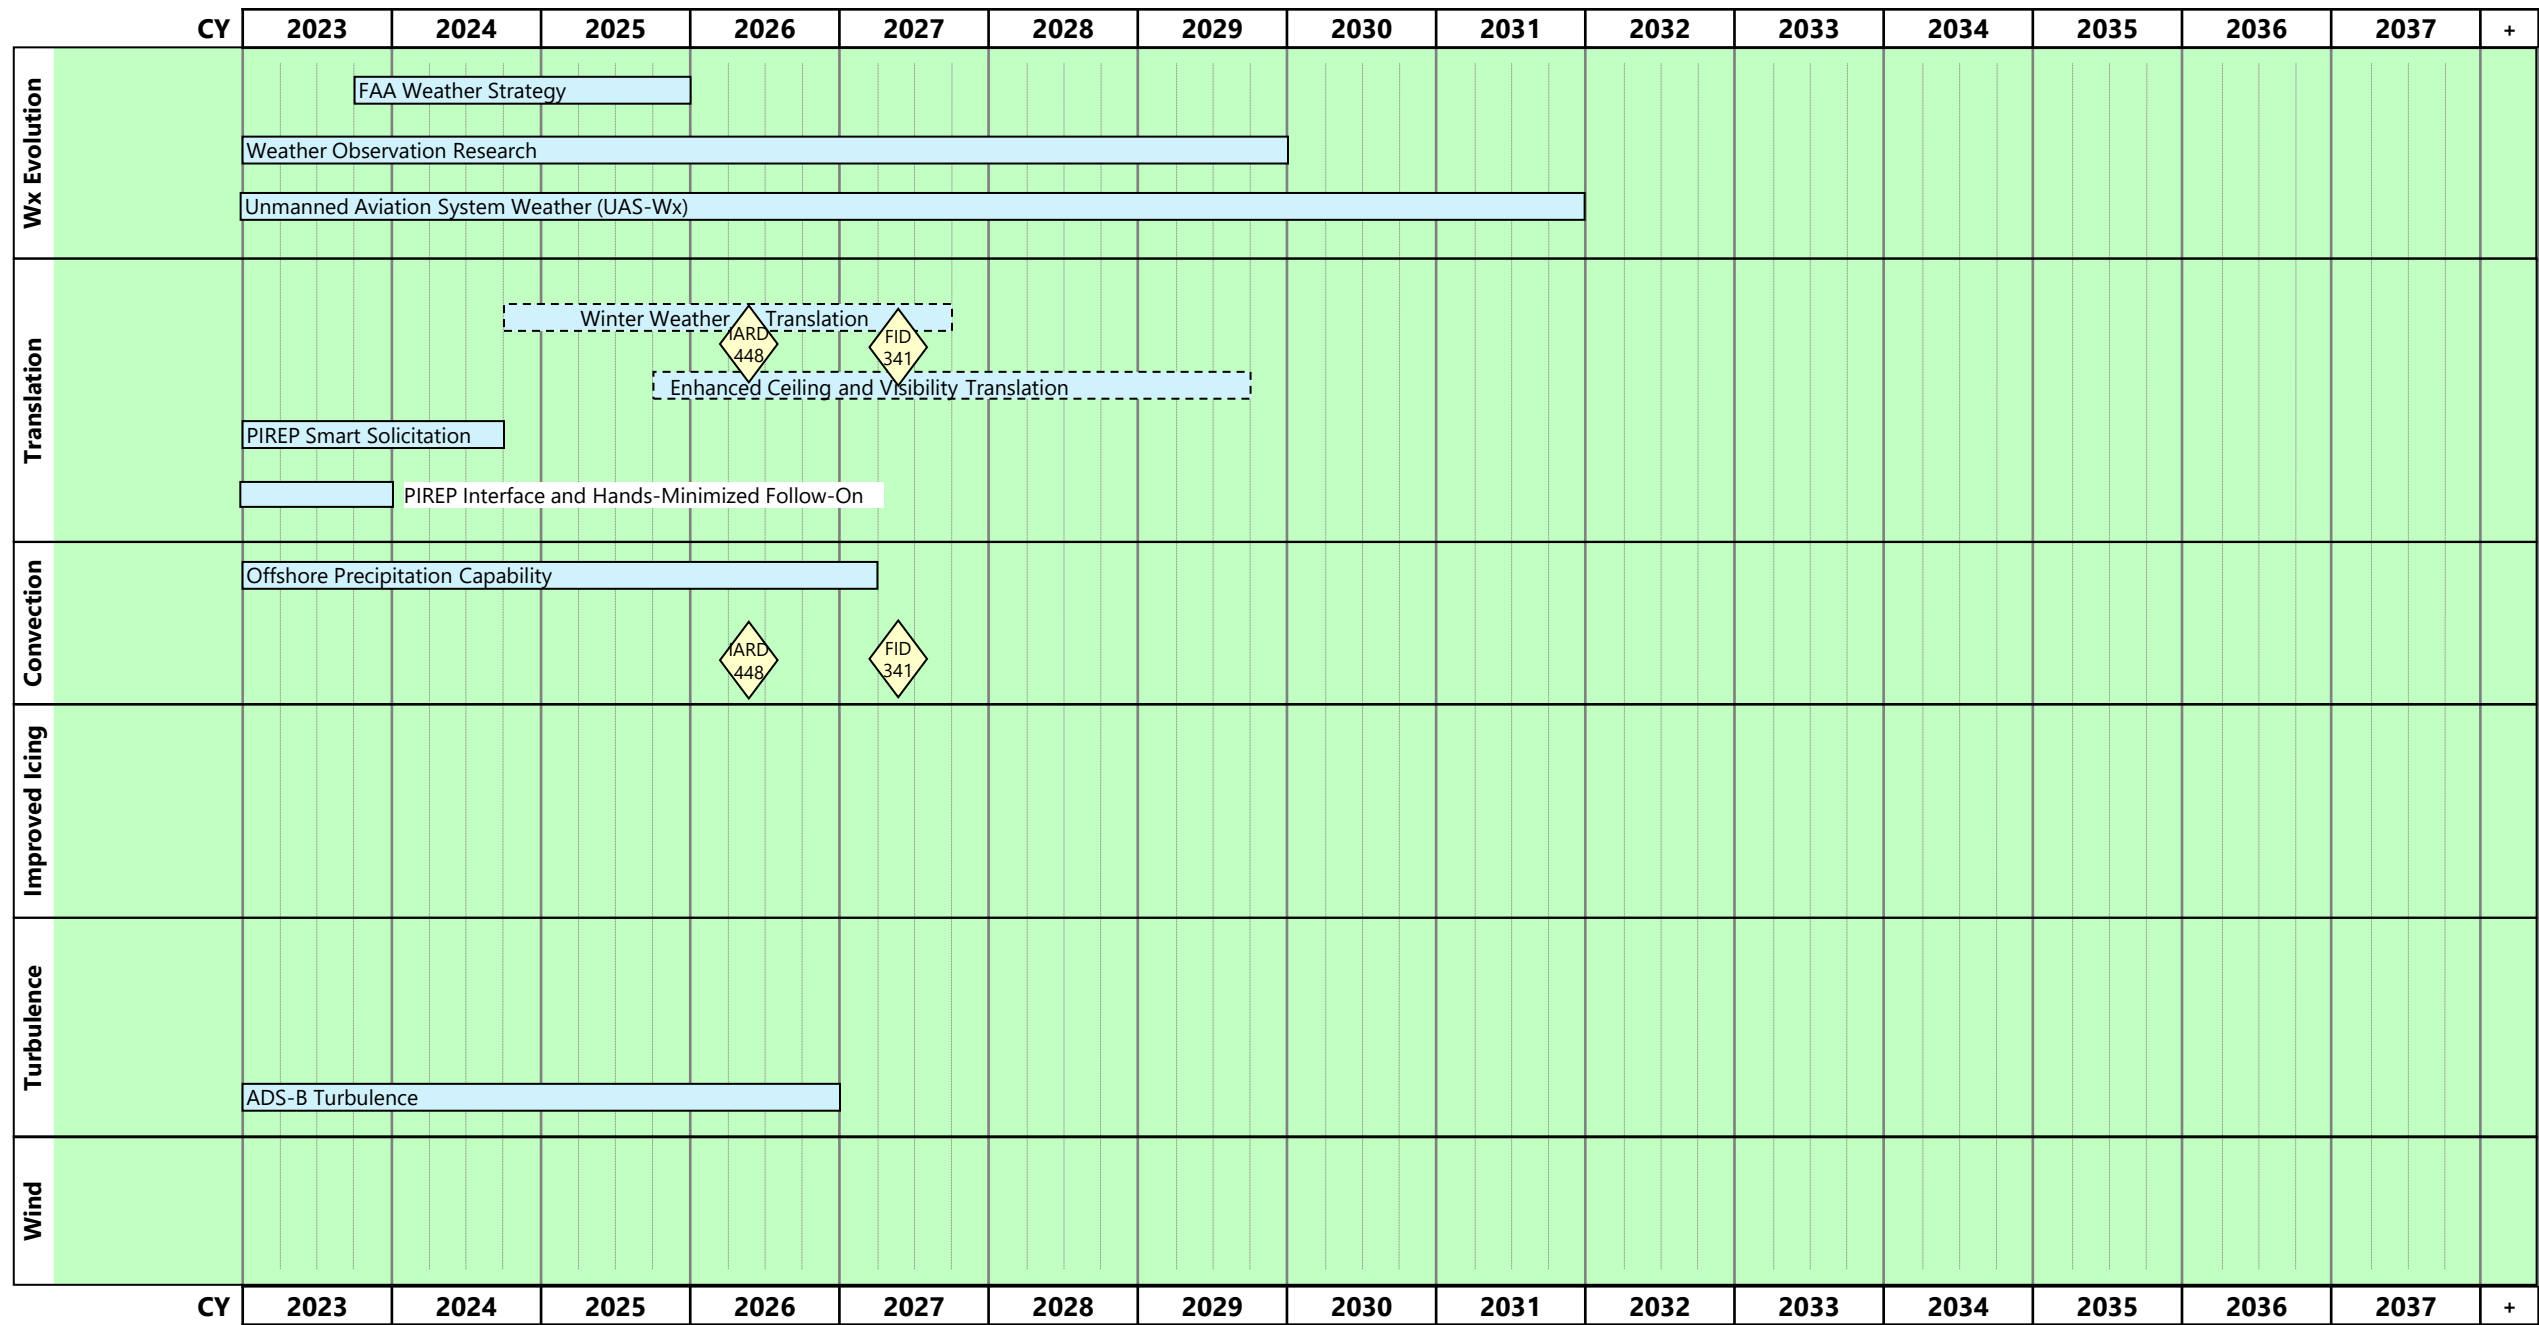 CY 2023 2024 2025 2026 2027 2028 2029 2030 2031 2032 2033 2034 2035 2036 2037 +
Wx Evolution
FAA Weather Strategy
Weather Observation Research
Unmanned Aviation System Weather (UAS-Wx)
Translation
Winter Weather Translation
IARD
448
FID
341
Enhanced Ceiling and Visibility Translation
PIREP Smart Solicitation
PIREP Interface and Hands-Minimized Follow-On
Convection
Offshore Precipitation Capability
IARD
448
FID
341
Improved Icing
Turbulence
ADS-B Turbulence
Wind
CY 2023 2024 2025 2026 2027 2028 2029 2030 2031 2032 2033 2034 2035 2036 2037 +